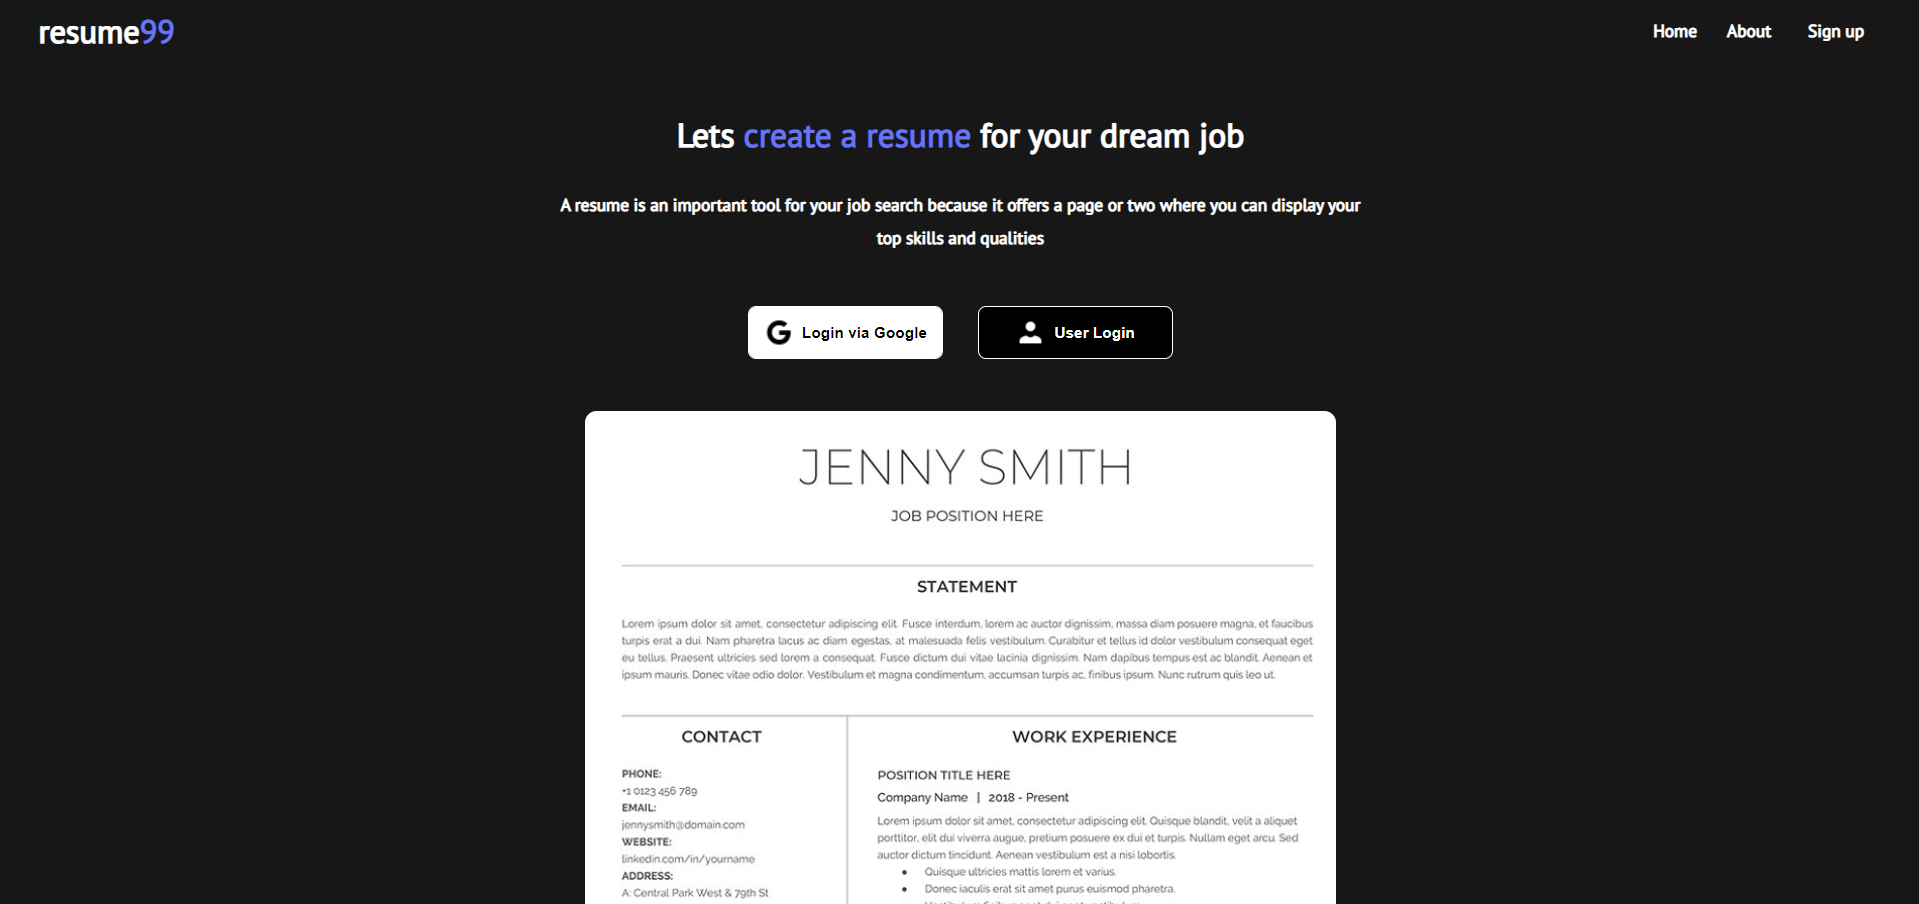 resume99
Home
About
Sign up
Lets create a resume for your dream job
A resume is an important tool for your job search because it offers a page or two where you can display your
top skills and qualities
Login via Google
User Login
JENNY SMITH
JOB POSITION HERE
STATEMENT
Lorem ipsum dolor sit amet, consectetur adipiscing elit. Fusce interdum, lorem ac auctor dignissim, massa diam posuere magna, et faucibus
turpis erat a dui. Nam pharetra lacus ac diam egestas, at malesuada felis vestibulum. Curabitur et tellus id dolor vestibulum consequat eget
eu tellus. Praesent ultricies sed lorem a consequat. Fusce dictum dui vitae lacinia dignissim. Nam dapibus tempus est ac blandit. Aenean et
ipsum mauris. Donec vitae odio dolor. Vestibulum et magna condimentum, accumsan turpis ac, finibus ipsum. Nunc rutrum quis leo ut.
CONTACT
PHONE:
+1 0123 456 789
EMAIL:
jennysmith@domain.com
WEBSITE:
linkedin.com/in/yourname
ADDRESS:
A: Central Park West & 79th St
WORK EXPERIENCE
POSITION TITLE HERE
Company Name | 2018 - Present
Lorem ipsum dolor sit amet, consectetur adipiscing elit. Quisque blandit, velit a aliquet
porttitor, elit dui viverra augue, pretium posuere ex dui et turpis. Nullam eget arcu. Sed
auctor dictum tincidunt. Aenean vestibulum est a nisi lobortis.
• Quisque ultricies mattis lorem et varius.
• Donec iaculis erat sit amet purus euismod pharetra.